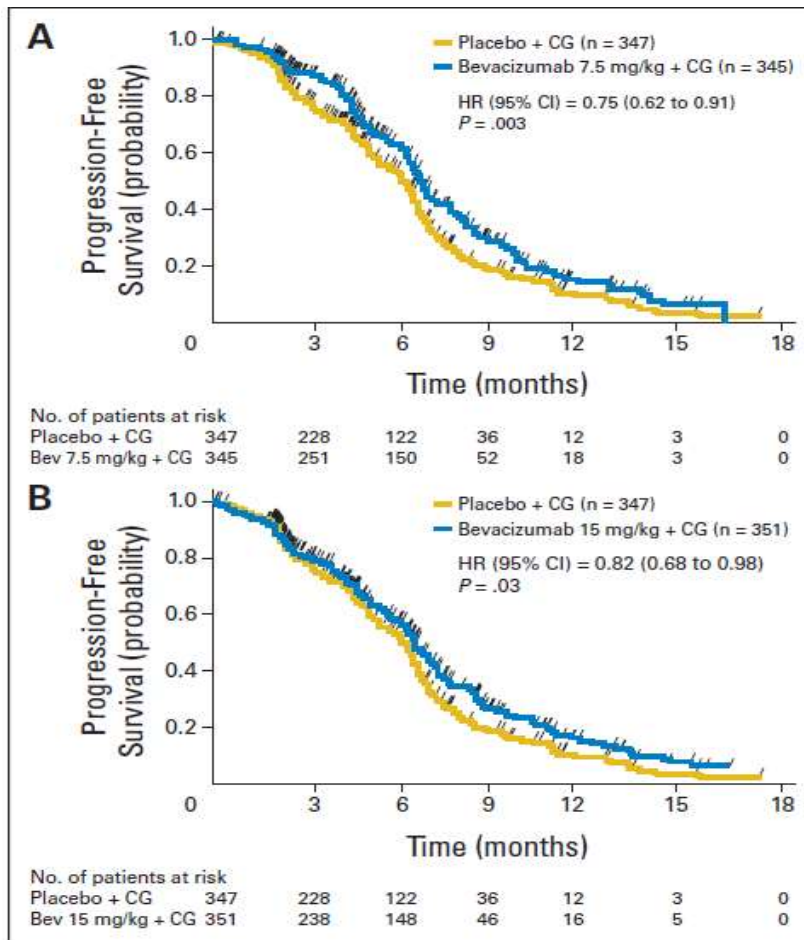 A
Progression-Free
Survival (probability)
1.0
0.8
0.6
0.4
0.2
0
Placebo + CG (n = 347)
Bevacizumab 7.5 mg/kg + CG (n = 345)
HR (95% CI) = 0.75 (0.62 to 0.91)
P = .003
3 6 9 12 15 18
Time (months)
No. of patients at risk
Placebo + CG 347 228 122 36 12 3 0
Bev 7.5 mg/kg + CG 345 251 150 52 18 3 0
B
Progression-Free
Survival (probability)
1.0
0.8
0.6
0.4
0.2
0
Placebo + CG (n = 347)
Bevacizumab 15 mg/kg + CG (n = 351)
HR (95% CI) = 0.82 (0.68 to 0.98)
P = .03
3 6 9 12 15 18
Time (months)
No. of patients at risk
Placebo + CG 347 228 122 36 12 3 0
Bev 15 mg/kg + CG 351 238 148 46 16 5 0